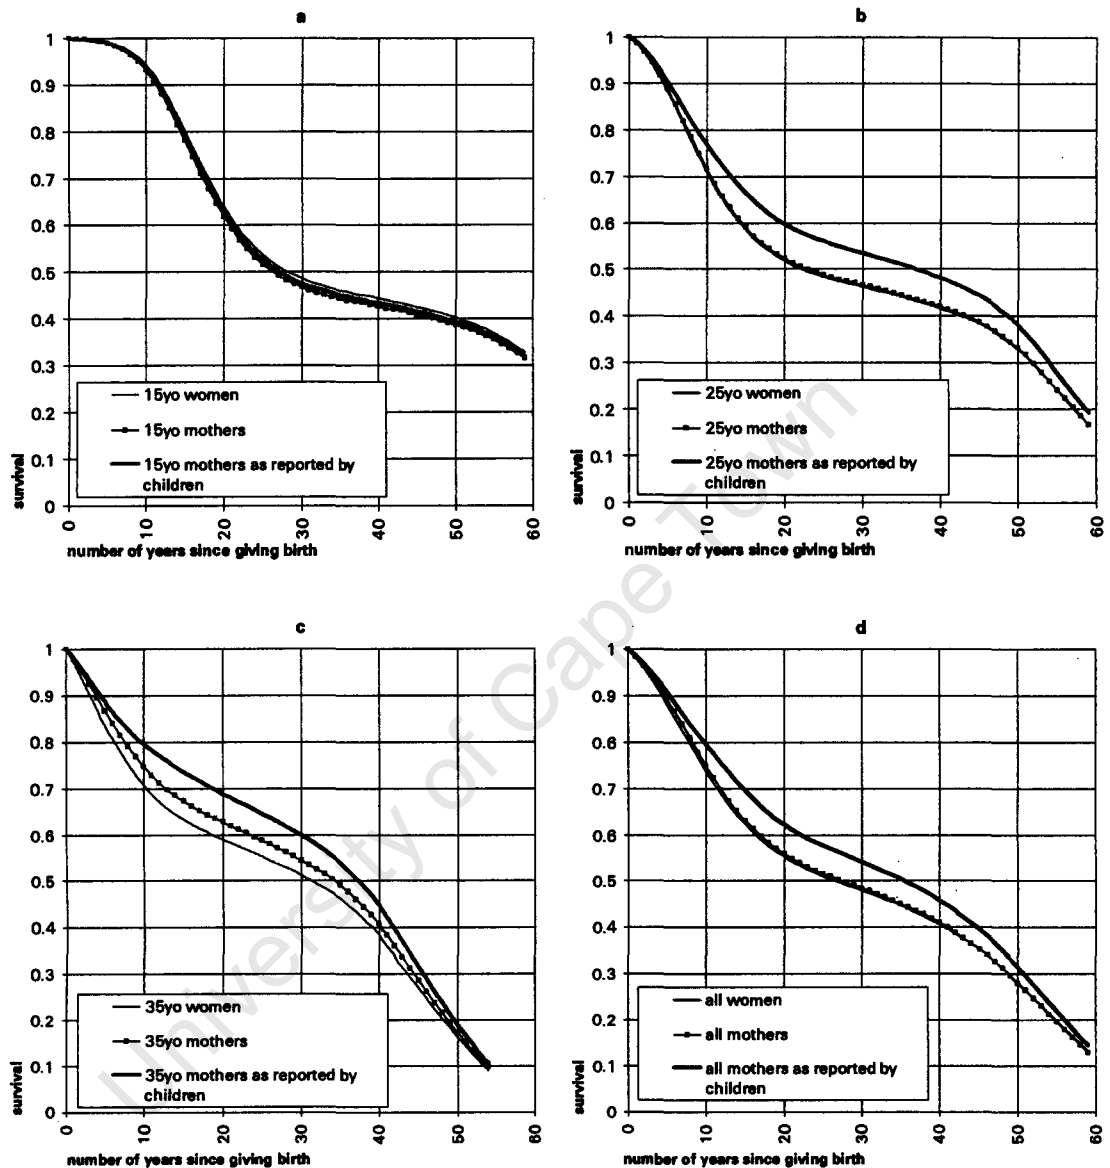 a
1
0.9
0.8
0.7
0.6
0.5
0.4
0.3
0.2
0.1
0
survival
15yo women
15yo mothers
15yo mothers as reported by
children
0 10 20 30 40 50 60
number of years since giving birth
b
1
0.9
0.8
0.7
0.6
0.5
0.4
0.3
0.2
0.1
0
survival
25yo women
25yo mothers
25yo mothers as reported by
children
0 10 20 30 40 50 60
number of years since giving birth
c
1
0.9
0.8
0.7
0.6
0.5
0.4
0.3
0.2
0.1
0
survival
35yo women
35yo mothers
35yo mothers as reported by
children
0 10 20 30 40 50 60
number of years since giving birth
d
1
0.9
0.8
0.7
0.6
0.5
0.4
0.3
0.2
0.1
0
survival
all women
all mothers
all mothers as reported by
children
0 10 20 30 40 50 60
number of years since giving birth
University of Cape Town